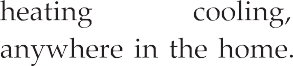 heating cooling,
anywhere in the home.